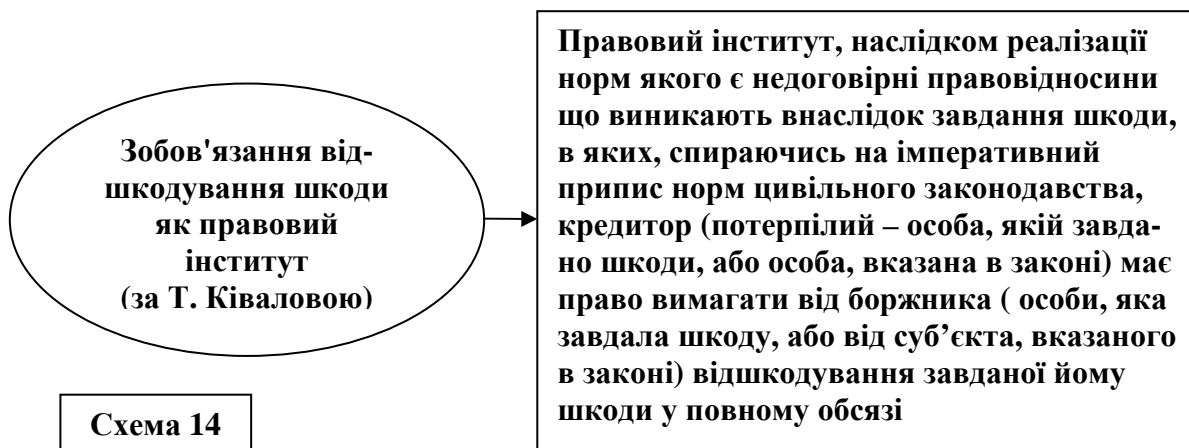 Зобов'язання від-
шкодування шкоди
як правовий
інститут
(за Т. Ківаловою)
Правовий інститут, наслідком реалізації
норм якого є недоговірні правовідносини
що виникають внаслідок завдання шкоди,
в яких, спираючись на імперативний
припис норм цивільного законодавства,
кредитор (потерпілий – особа, якій завда-
но шкоди, або особа, вказана в законі) має
право вимагати від боржника ( особи, яка
завдала шкоду, або від суб’єкта, вказаного
в законі) відшкодування завданої йому
шкоди у повному обсязі
Схема 14